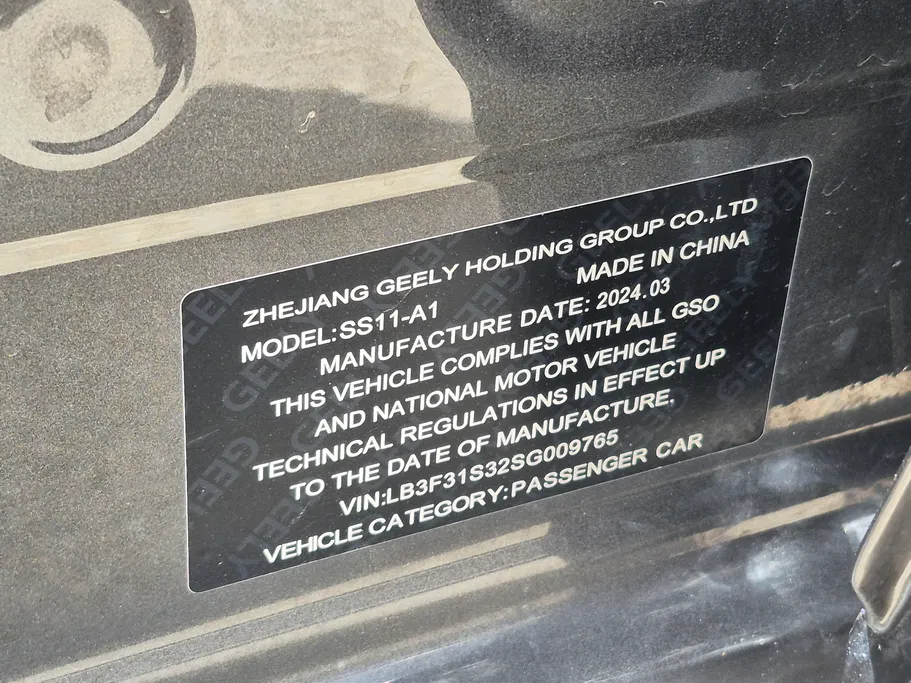 ZHEJIANG GEELY HOLDING GROUP CO.,LTD
MODEL:SS11-A1 MADE IN CHINA
MANUFACTURE DATE: 2024.03
THIS VEHICLE COMPLIES WITH ALL GSO
AND NATIONAL MOTOR VEHICLE
TECHNICAL REGULATIONS IN EFFECT UP
TO THE DATE OF MANUFACTURE.
VIN:LB3F31S32SG009765
VEHICLE CATEGORY:PASSENGER CAR